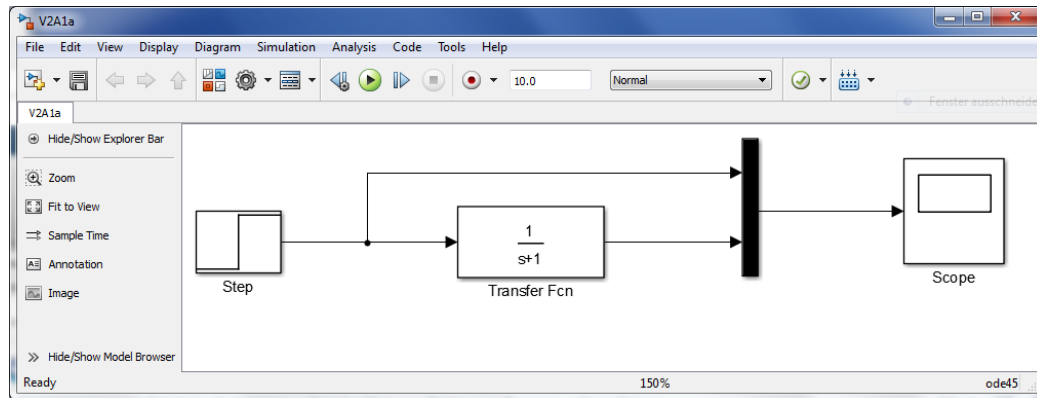 V2A1a
File Edit View Display Diagram Simulation Analysis Code Tools Help
10.0 Normal
Fenster ausschneide
V2A1a
Hide/Show Explorer Bar
Zoom
Fit to View
Sample Time
Annotation
Image
Hide/Show Model Browser
Step
1
s+1
Transfer Fcn
Scope
Ready 150% ode45